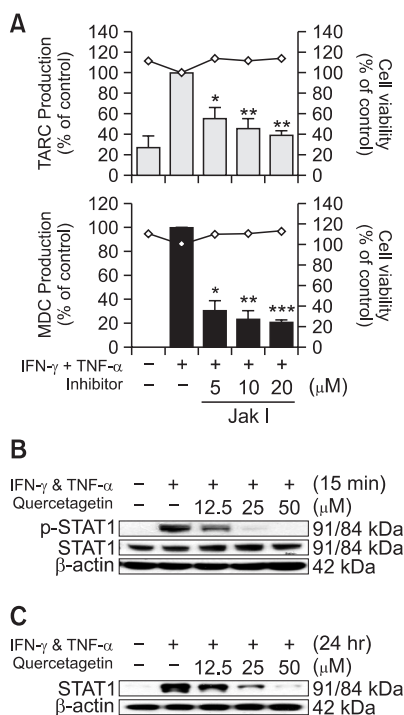 A
TARC Production
(% of control)
140
120
100
80
60
40
20
0
* ** **
140
120
100
80
60
40
20
0
Cell viability
(% of control)
MDC Production
(% of control)
120
100
80
60
40
20
0
* ** ***
140
120
100
80
60
40
20
0
Cell viability
(% of control)
IFN-γ + TNF-α – + + + +
Inhibitor – – 5 10 20 (μM)
Jak I
B
IFN-γ & TNF-α – + + + + (15 min)
Quercetagetin – – 12.5 25 50 (μM)
p-STAT1 91/84 kDa
STAT1 91/84 kDa
β-actin 42 kDa
C
IFN-γ & TNF-α – + + + + (24 hr)
Quercetagetin – – 12.5 25 50 (μM)
STAT1 91/84 kDa
β-actin 42 kDa